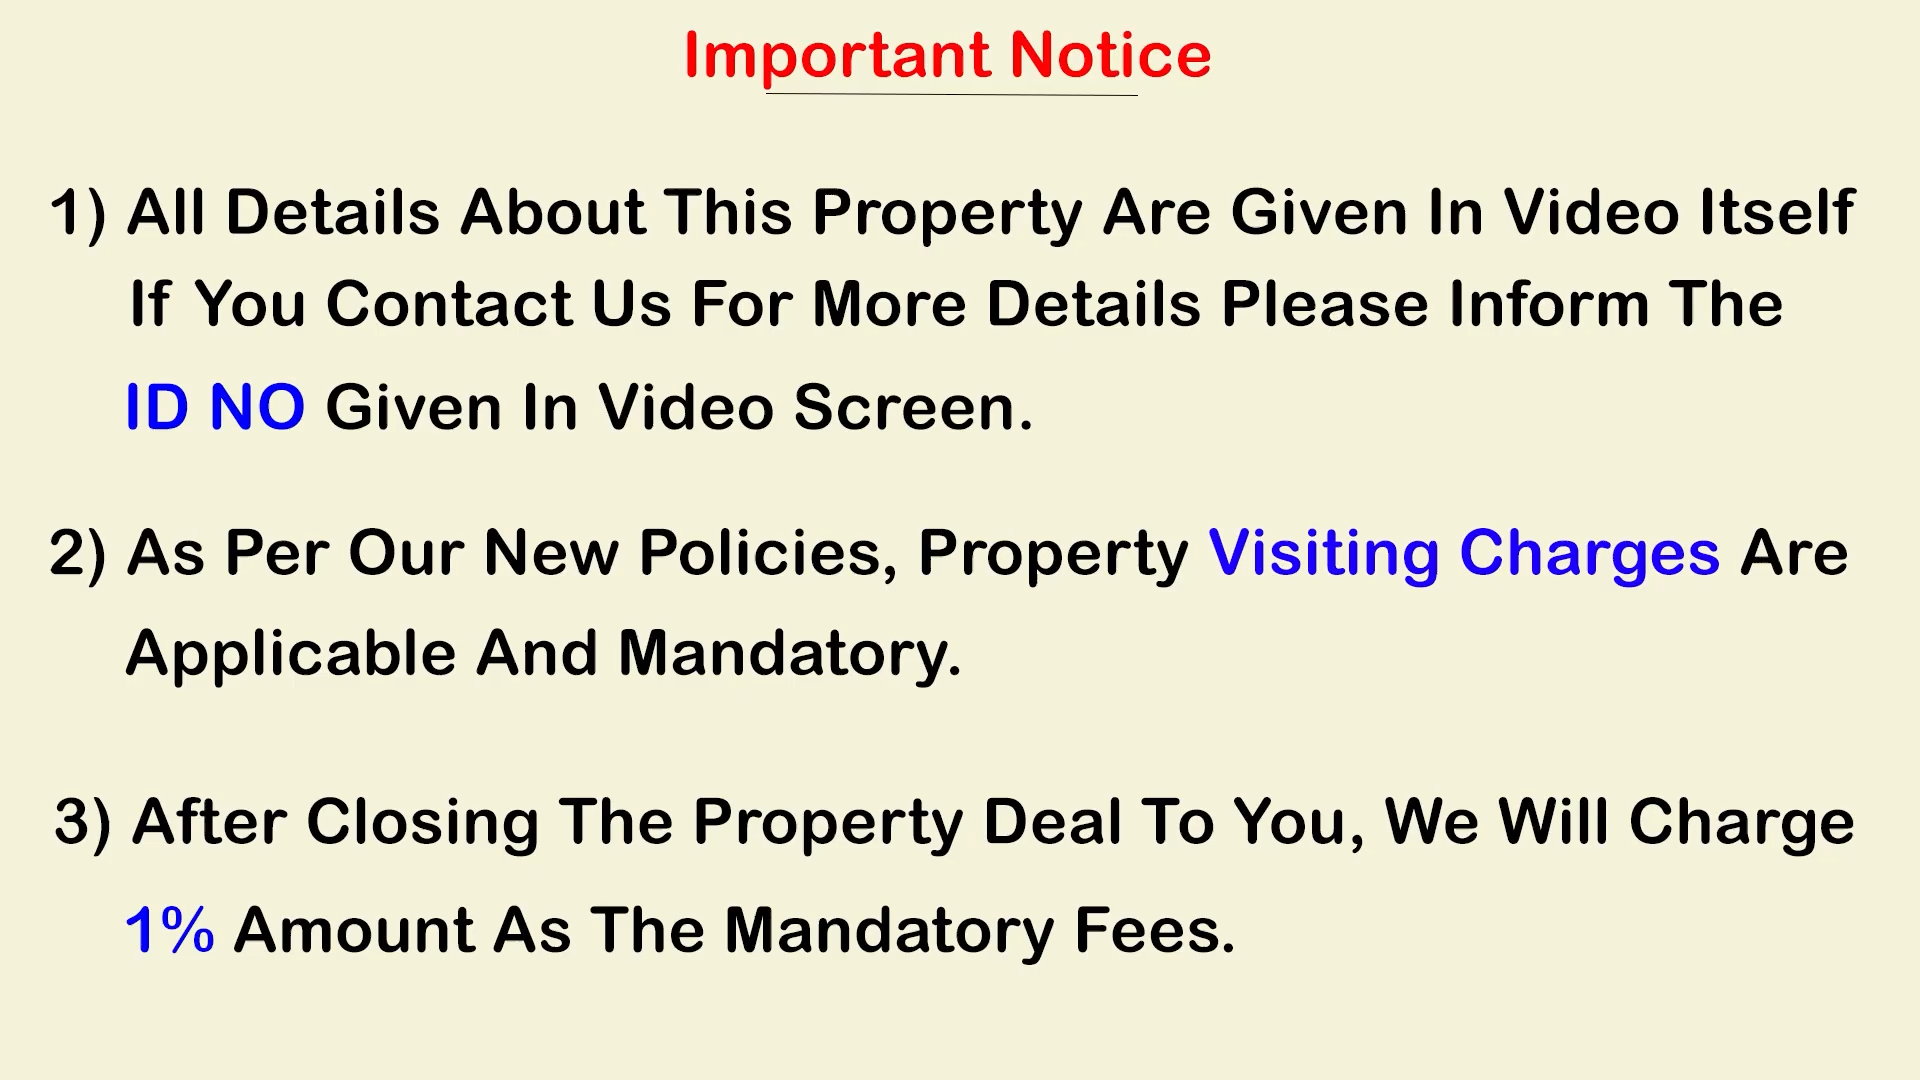 Important Notice
1) All Details About This Property Are Given In Video Itself
If You Contact Us For More Details Please Inform The
ID NO Given In Video Screen.
2) As Per Our New Policies, Property Visiting Charges Are
Applicable And Mandatory.
3) After Closing The Property Deal To You, We Will Charge
1% Amount As The Mandatory Fees.